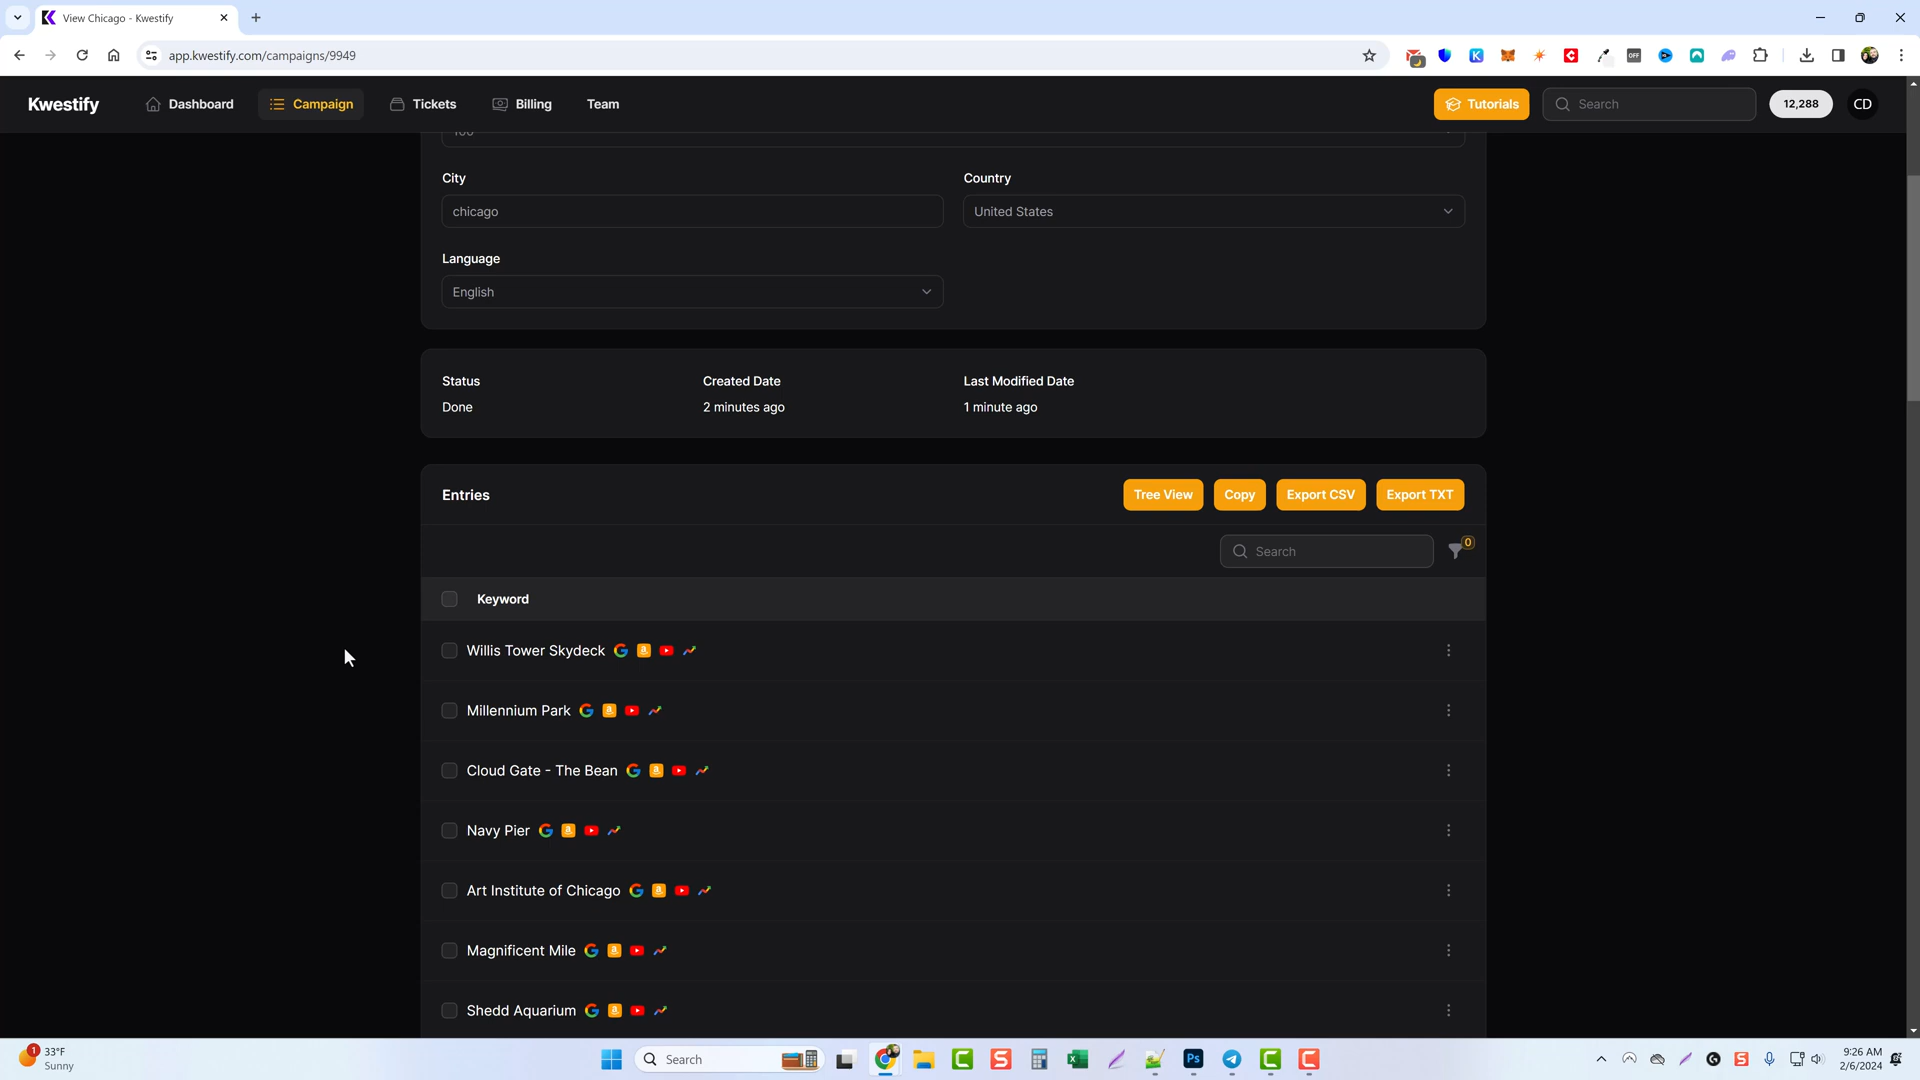 View Chicago - Kwestify
app.kwestify.com/campaigns/9949
OFF
Kwestify
Dashboard
Campaign
Tickets
Billing
Team
Tutorials
Search
12,288
CD
100
City
Country
chicago
United States
Language
English
Status
Created Date
Last Modified Date
Done
2 minutes ago
1 minute ago
Entries
Tree View
Copy
Export CSV
Export TXT
Search
0
Keyword
Willis Tower Skydeck
Millennium Park
Cloud Gate - The Bean
Navy Pier
Art Institute of Chicago
Magnificent Mile
Shedd Aquarium
1
33°F
Sunny
Search
Ps
9:26 AM
2/6/2024